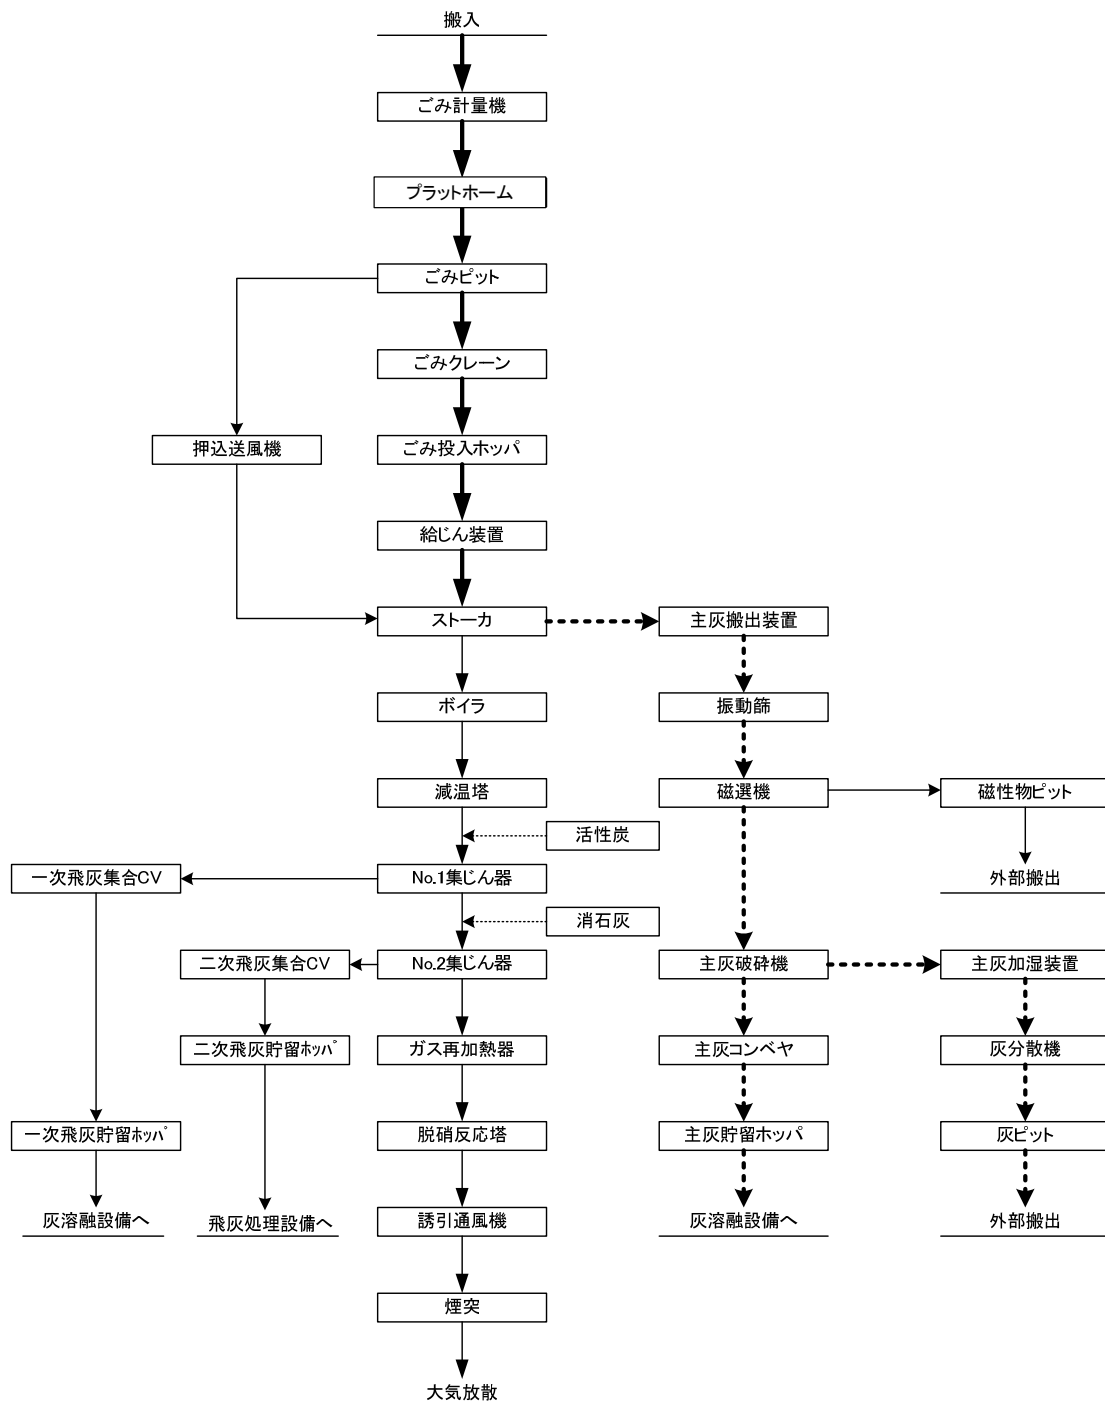 搬入
ごみ計量機
プラットホーム
ごみピット
ごみクレーン
押込送風機
ごみ投入ホッパ
給じん装置
ストーカ
主灰搬出装置
ボイラ
振動篩
減温塔
磁選機
磁性物ピット
活性炭
一次飛灰集合CV
No.1集じん器
外部搬出
消石灰
二次飛灰集合CV
No.2集じん器
主灰破砕機
主灰加湿装置
二次飛灰貯留ﾎｯﾊﾟ
ガス再加熱器
主灰コンベヤ
灰分散機
一次飛灰貯留ﾎｯﾊﾟ
脱硝反応塔
主灰貯留ホッパ
灰ピット
灰溶融設備へ
飛灰処理設備へ
誘引通風機
灰溶融設備へ
外部搬出
煙突
大気放散